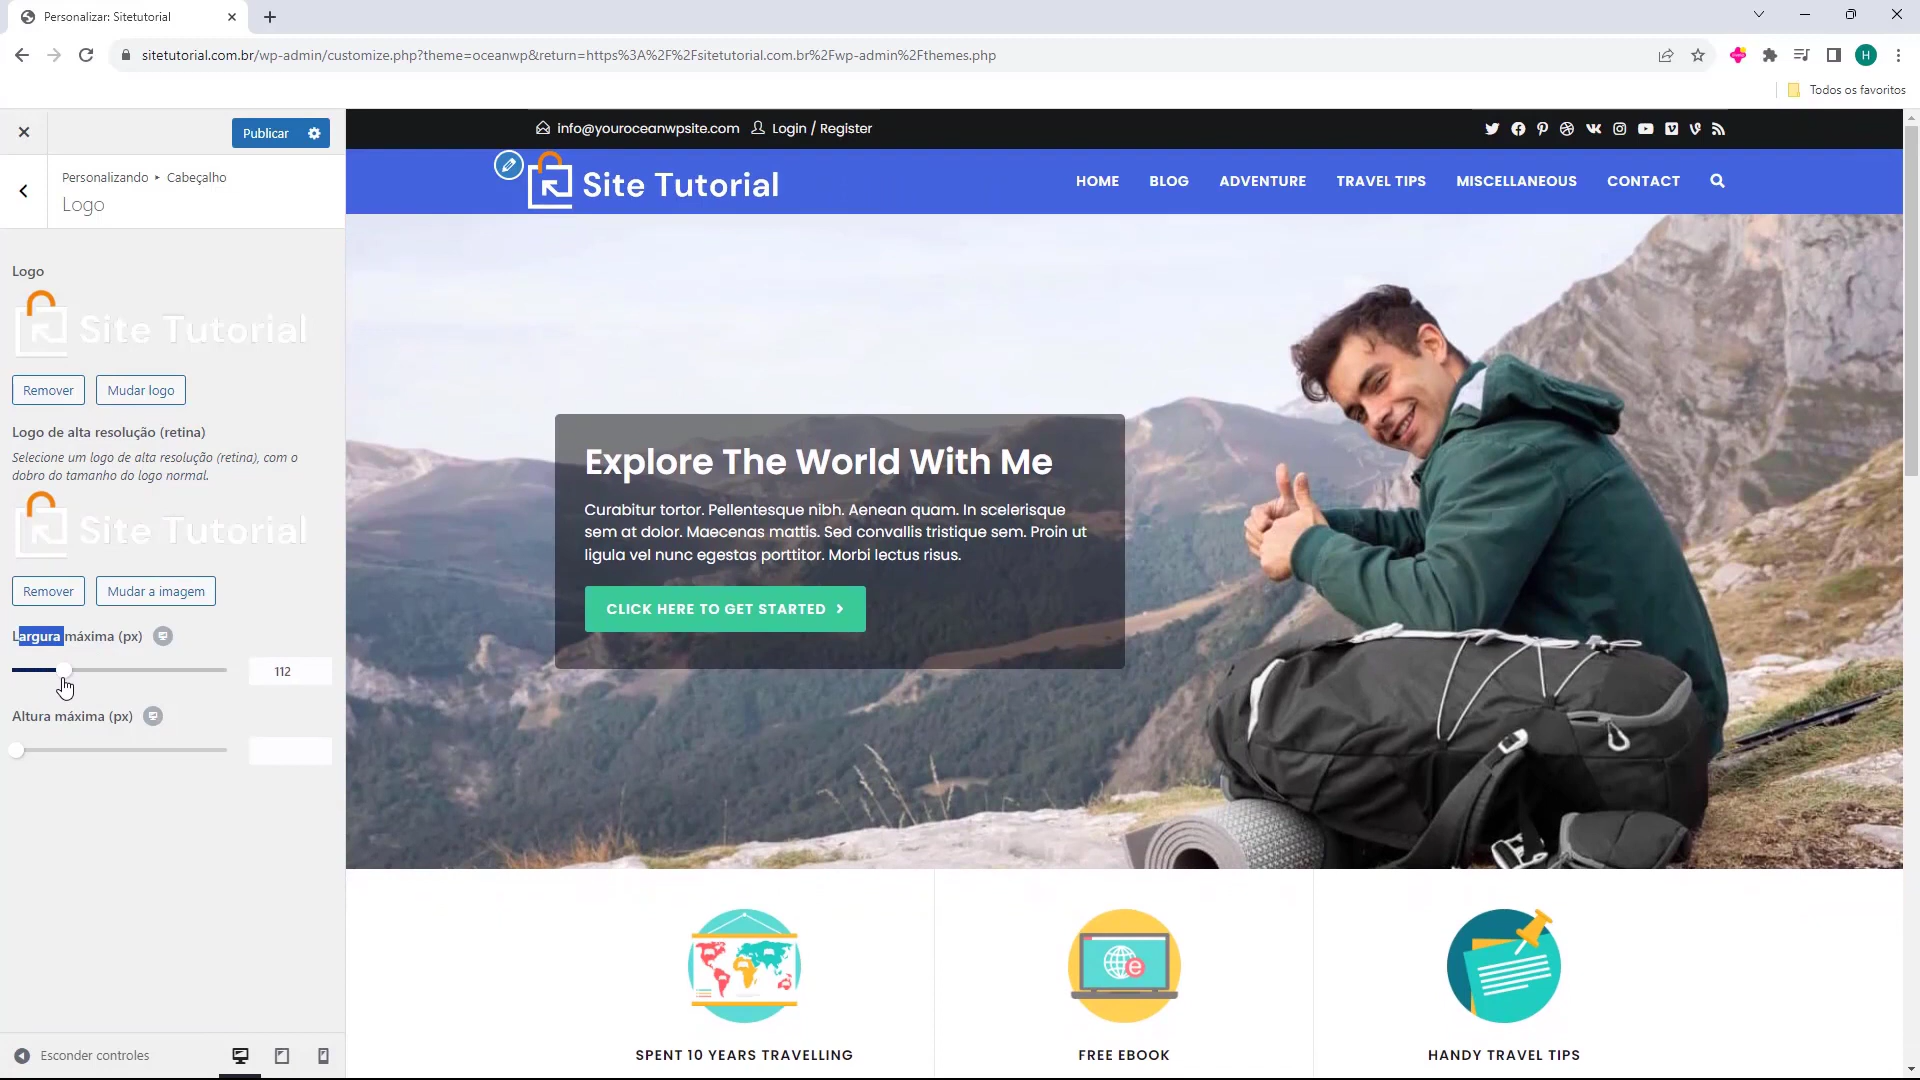 Personalizar: Sitetutorial
sitetutorial.com.br/wp-admin/customize.php?theme=oceanwp&return=https%3A%2F%2Fsitetutorial.com.br%2Fwp-admin%2Fthemes.php
H
Todos os favoritos
Publicar
Personalizando ▸ Cabeçalho
Logo
Logo
Site Tutorial
Remover
Mudar logo
Logo de alta resolução (retina)
Selecione um logo de alta resolução (retina), com o
dobro do tamanho do logo normal.
Site Tutorial
Remover
Mudar a imagem
Largura máxima (px)
112
Altura máxima (px)
Esconder controles
info@youroceanwpsite.com
Login / Register
Site Tutorial
HOME
BLOG
ADVENTURE
TRAVEL TIPS
MISCELLANEOUS
CONTACT
Explore The World With Me
Curabitur tortor. Pellentesque nibh. Aenean quam. In scelerisque
sem at dolor. Maecenas mattis. Sed convallis tristique sem. Proin ut
ligula vel nunc egestas porttitor. Morbi lectus risus.
CLICK HERE TO GET STARTED
SPENT 10 YEARS TRAVELLING
FREE EBOOK
HANDY TRAVEL TIPS